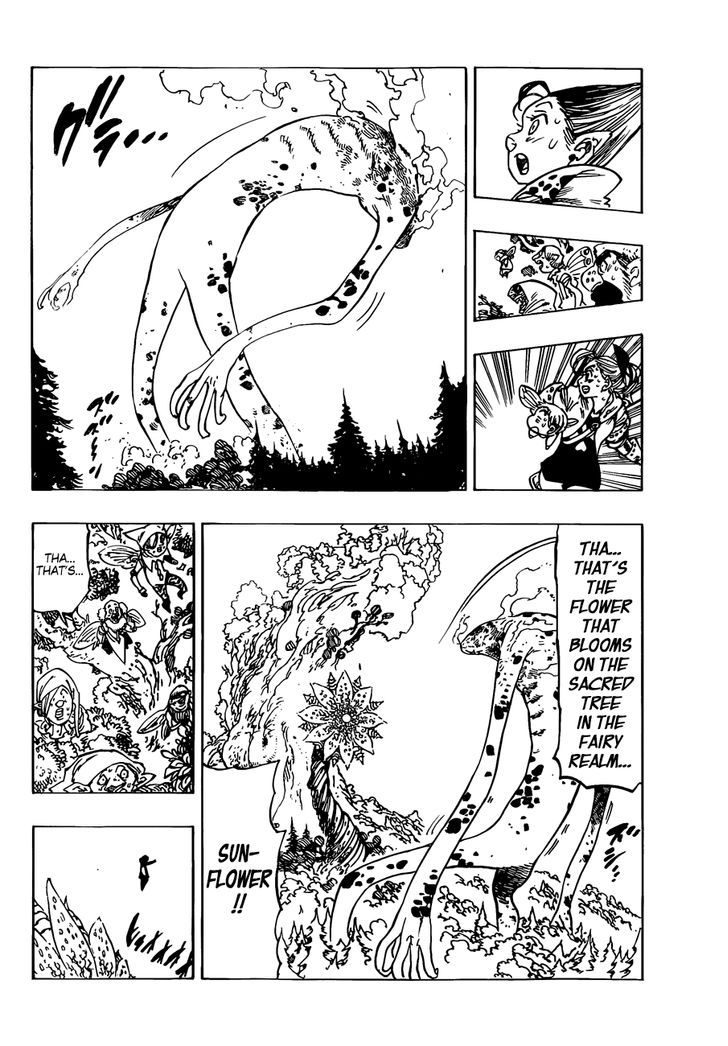 グラ...
ズズ...
THA...
THAT'S
THE
FLOWER
THAT
BLOOMS
ON THE
SACRED
TREE
IN THE
FAIRY
REALM...
SUN-
FLOWER
!!
THA...
THAT'S...